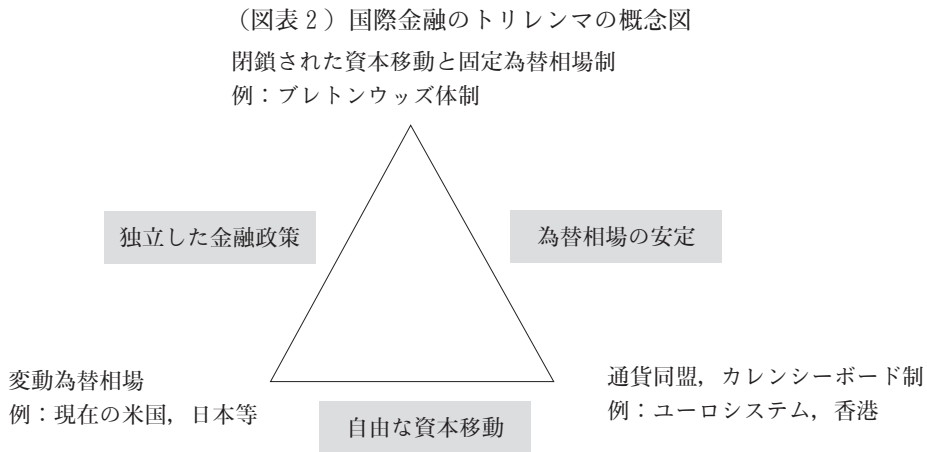 （図表２）国際金融のトリレンマの概念図
閉鎖された資本移動と固定為替相場制
例：ブレトンウッズ体制
独立した金融政策
為替相場の安定
変動為替相場
例：現在の米国，日本等
通貨同盟，カレンシーボード制
例：ユーロシステム，香港
自由な資本移動